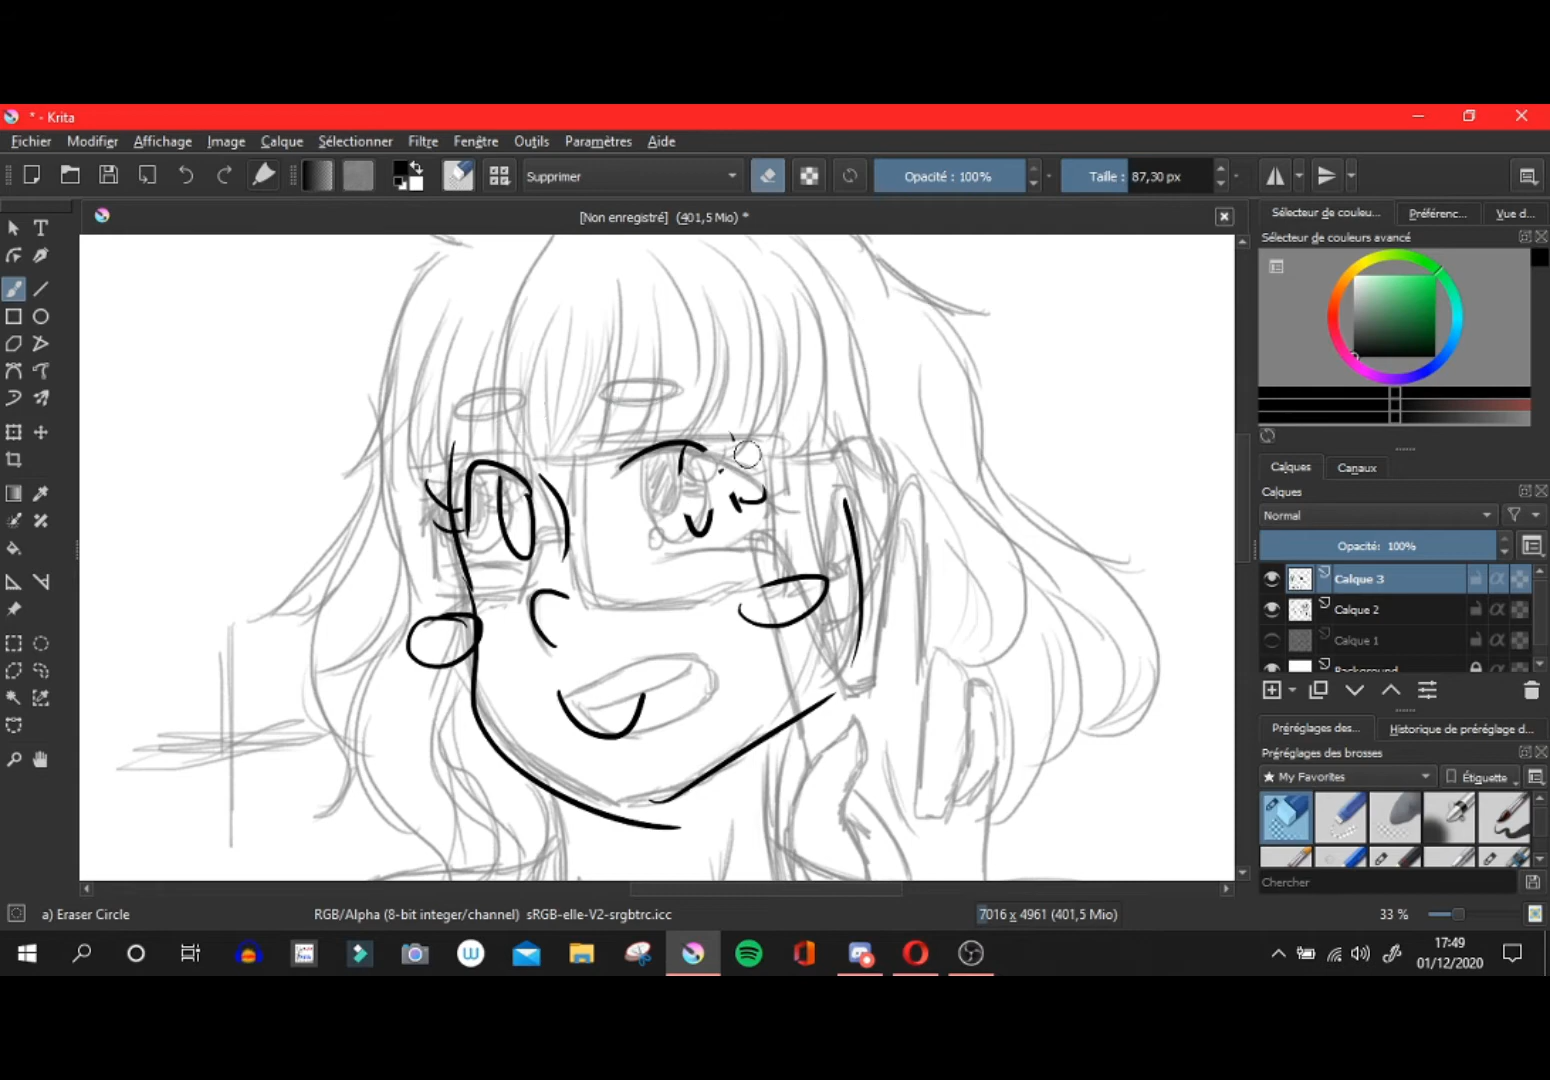 * - Krita
Fichier Modifier Affichage Image Calque Sélectionner Filtre Fenêtre Outils Paramètres Aide
Supprimer Opacité : 100% Taille : 87,30 px
[Non enregistré] (401,5 Mio) *
Sélecteur de couleu... Préférenc... Vue d...
Sélecteur de couleurs avancé
Calques Canaux
Calques
Normal
Opacité: 100%
Calque 3
Calque 2
Calque 1
Background
Préréglages des... Historique de préréglage d...
Préréglages des brosses
★ My Favorites Étiquette
Chercher
a) Eraser Circle RGB/Alpha (8-bit integer/channel) sRGB-elle-V2-srgbtrc.icc 7016 x 4961 (401,5 Mio) 33 %
17:49
01/12/2020